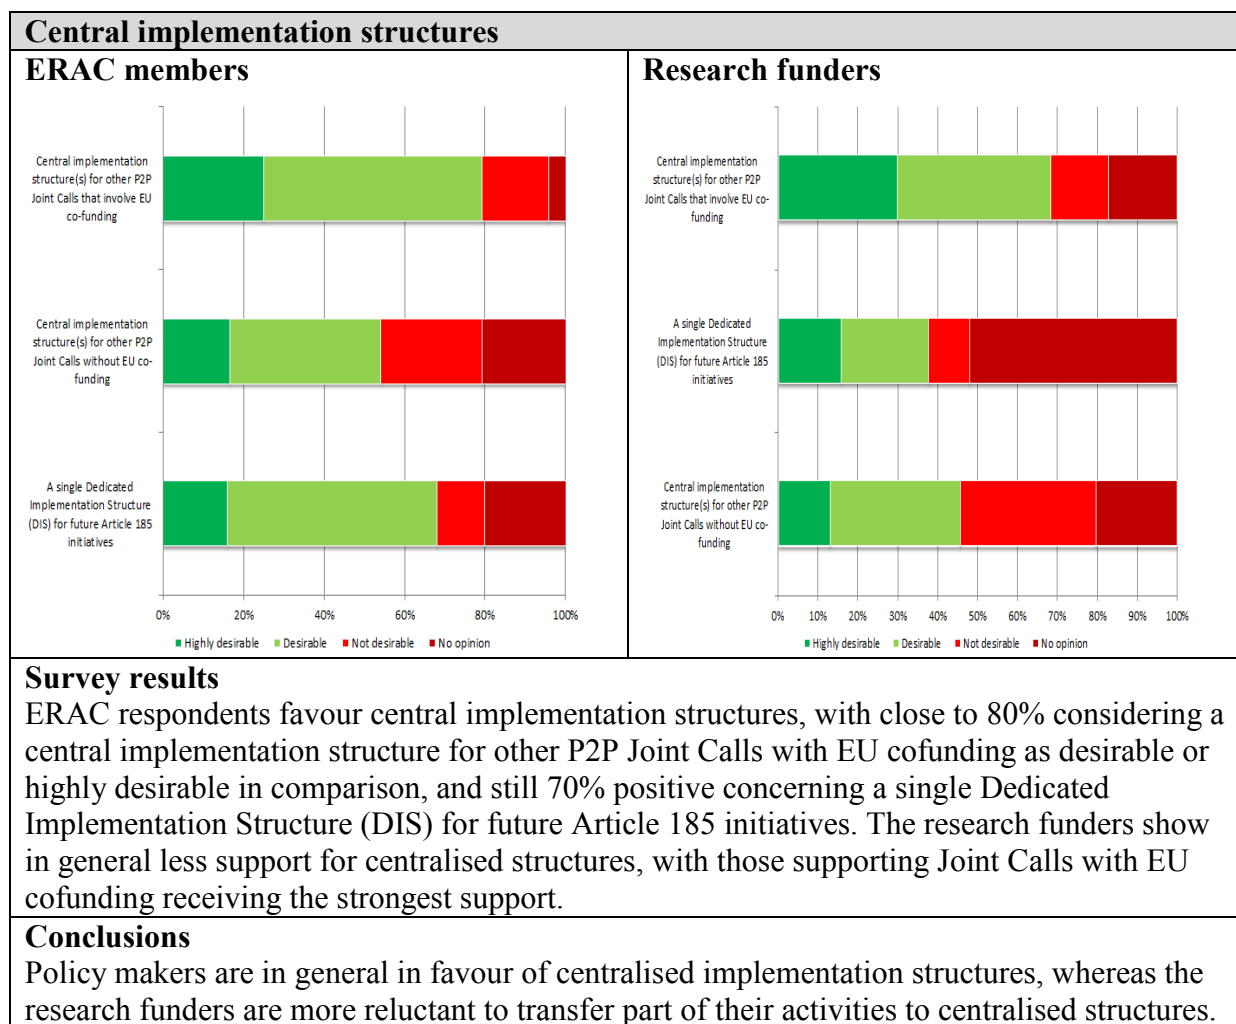 Central implementation structures
ERAC members
Central implementation
structure(s) for other P2P
Joint Calls that involve EU
co-funding
Central implementation
structure(s) for other P2P
Joint Calls without EU co-
funding
A single Dedicated
Implementation Structure
(DIS) for future Article 185
initiatives
0% 20% 40% 60% 80% 100%
Highly desirable Desirable Not desirable No opinion
Research funders
Central implementation
structure(s) for other P2P
Joint Calls that involve EU co-
funding
A single Dedicated
Implementation Structure
(DIS) for future Article 185
initiatives
Central implementation
structure(s) for other P2P
Joint Calls without EU co-
funding
0% 10% 20% 30% 40% 50% 60% 70% 80% 90% 100%
Highly desirable Desirable Not desirable No opinion
Survey results
ERAC respondents favour central implementation structures, with close to 80% considering a
central implementation structure for other P2P Joint Calls with EU cofunding as desirable or
highly desirable in comparison, and still 70% positive concerning a single Dedicated
Implementation Structure (DIS) for future Article 185 initiatives. The research funders show
in general less support for centralised structures, with those supporting Joint Calls with EU
cofunding receiving the strongest support.
Conclusions
Policy makers are in general in favour of centralised implementation structures, whereas the
research funders are more reluctant to transfer part of their activities to centralised structures.